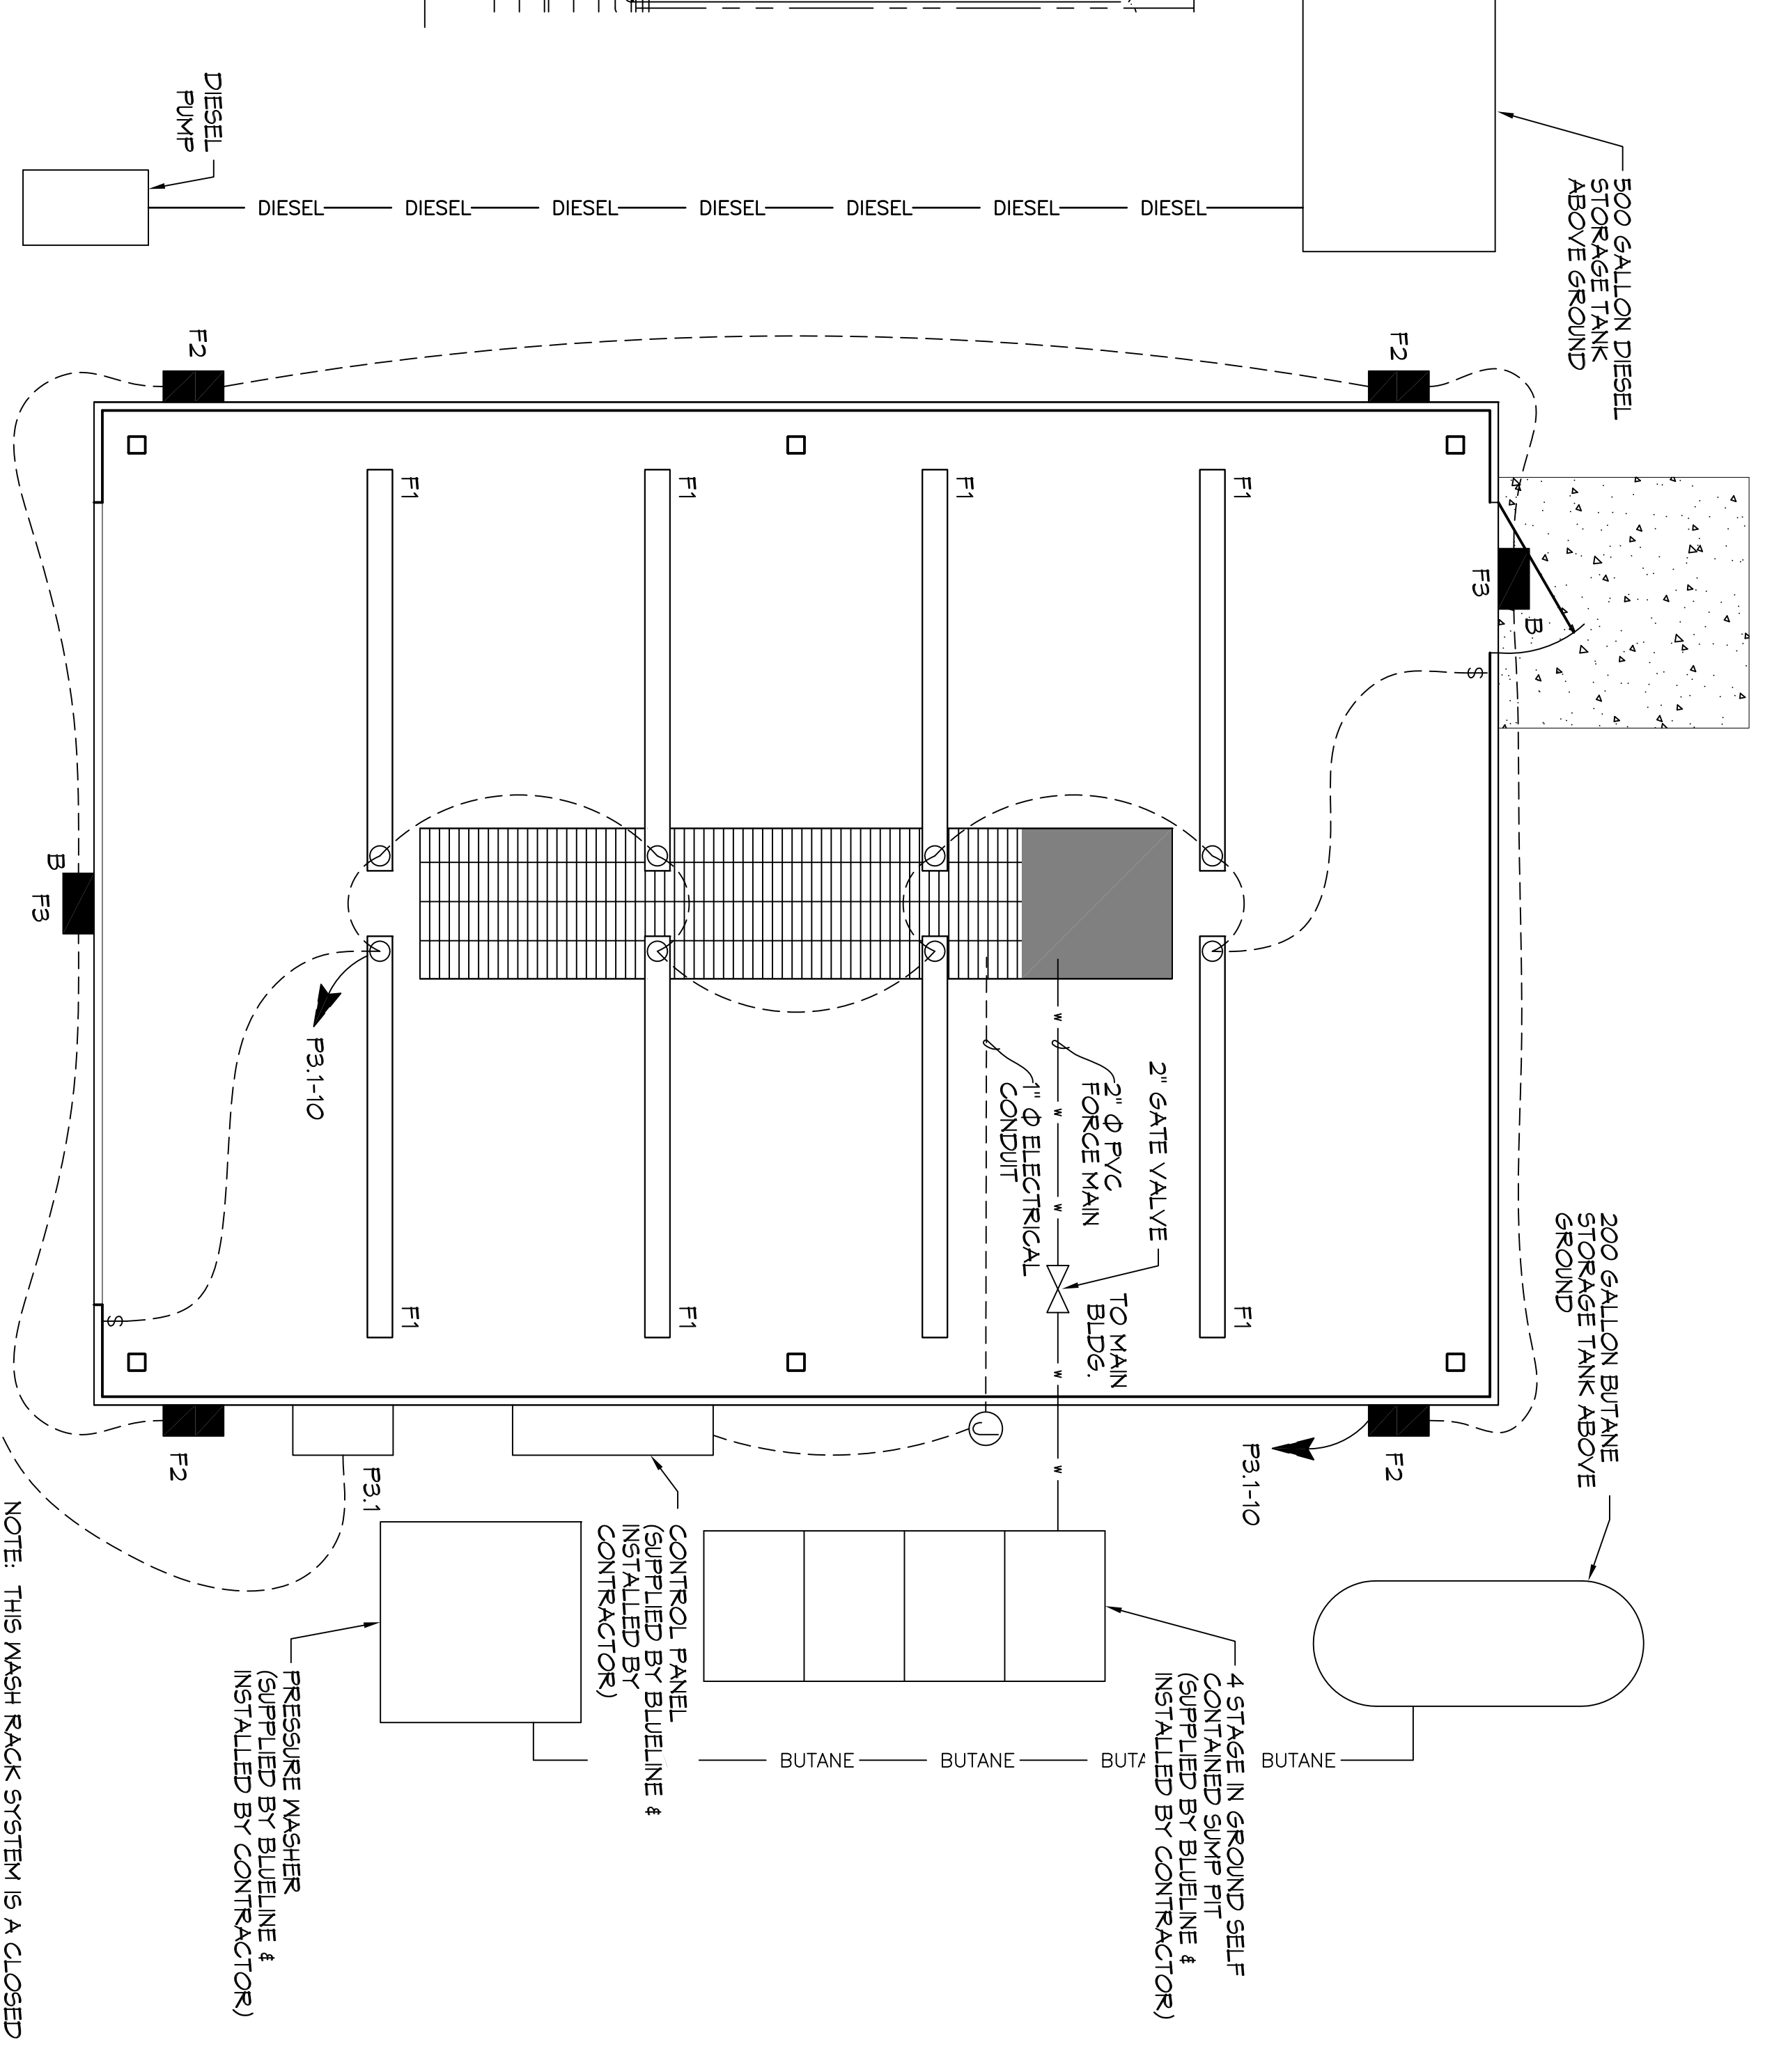 DIESEL
PUMP
DIESEL DIESEL DIESEL DIESEL DIESEL DIESEL DIESEL
500 GALLON DIESEL
STORAGE TANK
ABOVE GROUND
F2
F2
F1
F1
F1
F1
F3
B
S
B
F3
P3.1-10
2" GATE VALVE
2" Φ PVC
FORCE MAIN
1" Φ ELECTRICAL
CONDUIT
W
W
W
W
W
TO MAIN
BLDG.
200 GALLON BUTANE
STORAGE TANK ABOVE
GROUND
F1
F1
F1
F1
S
J
F2
F2
P3.1
P3.1-10
CONTROL PANEL
(SUPPLIED BY BLUELINE &
INSTALLED BY
CONTRACTOR)
4 STAGE IN GROUND SELF
CONTAINED SUMP PIT
(SUPPLIED BY BLUELINE &
INSTALLED BY CONTRACTOR)
PRESSURE WASHER
(SUPPLIED BY BLUELINE &
INSTALLED BY CONTRACTOR)
BUTANE BUTANE BUTA BUTANE
NOTE: THIS WASH RACK SYSTEM IS A CLOSED